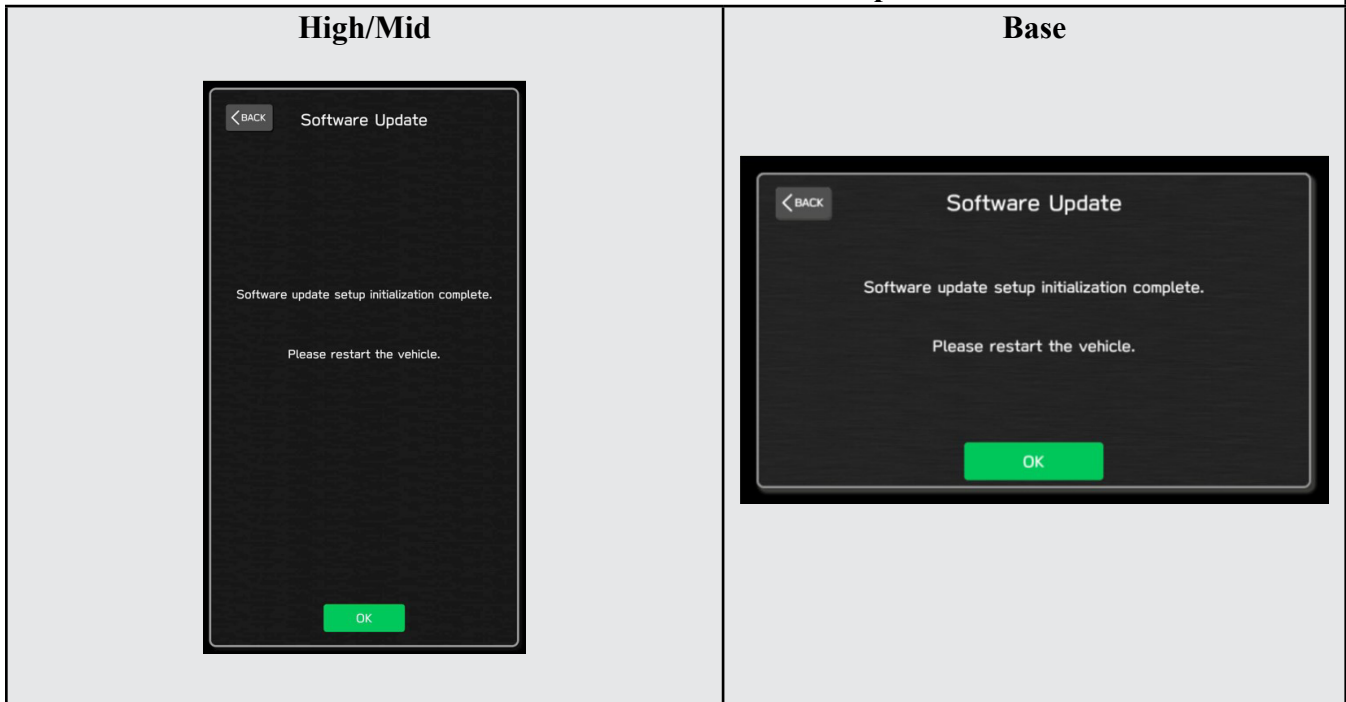 High/Mid
BACK
Software Update
Software update setup initialization complete.
Please restart the vehicle.
OK
Base
BACK
Software Update
Software update setup initialization complete.
Please restart the vehicle.
OK